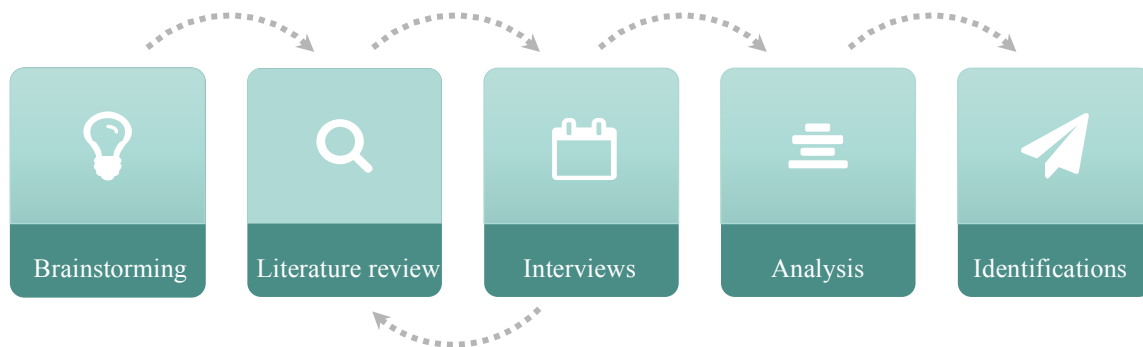 Brainstorming
Literature review
Interviews
Analysis
Identifications